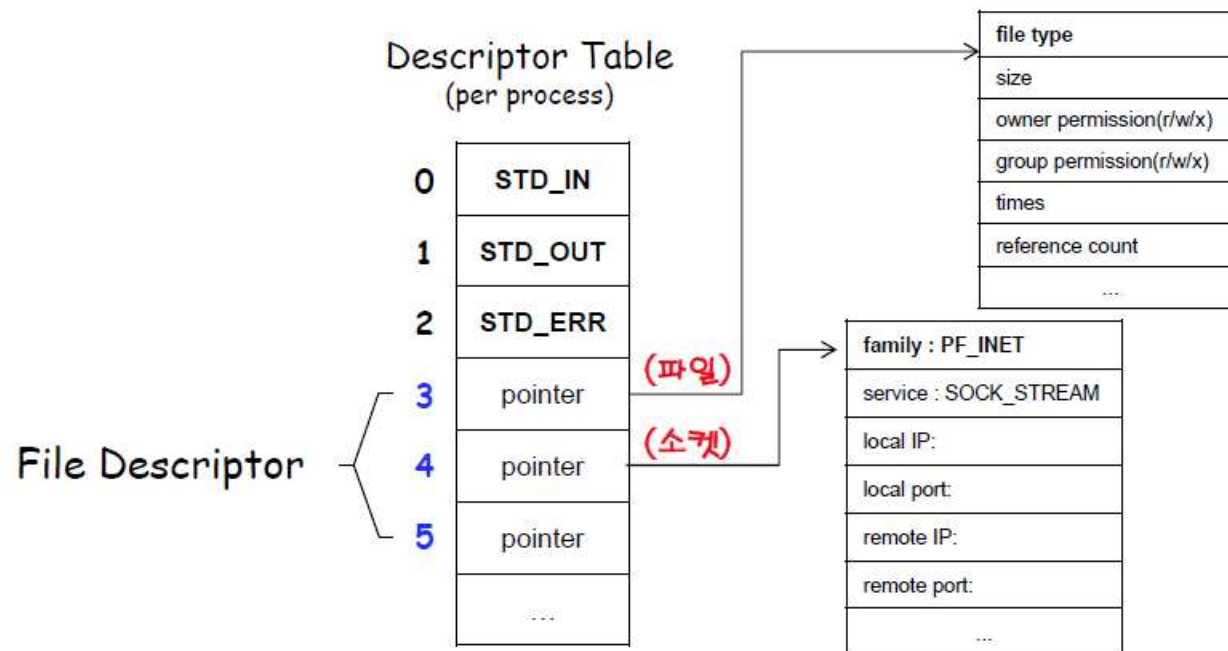 Descriptor Table
(per process)
0 STD_IN
1 STD_OUT
2 STD_ERR
3 pointer
4 pointer
5 pointer
...
File Descriptor
(파일)
(소켓)
file type
size
owner permission(r/w/x)
group permission(r/w/x)
times
reference count
...
family : PF_INET
service : SOCK_STREAM
local IP:
local port:
remote IP:
remote port:
...